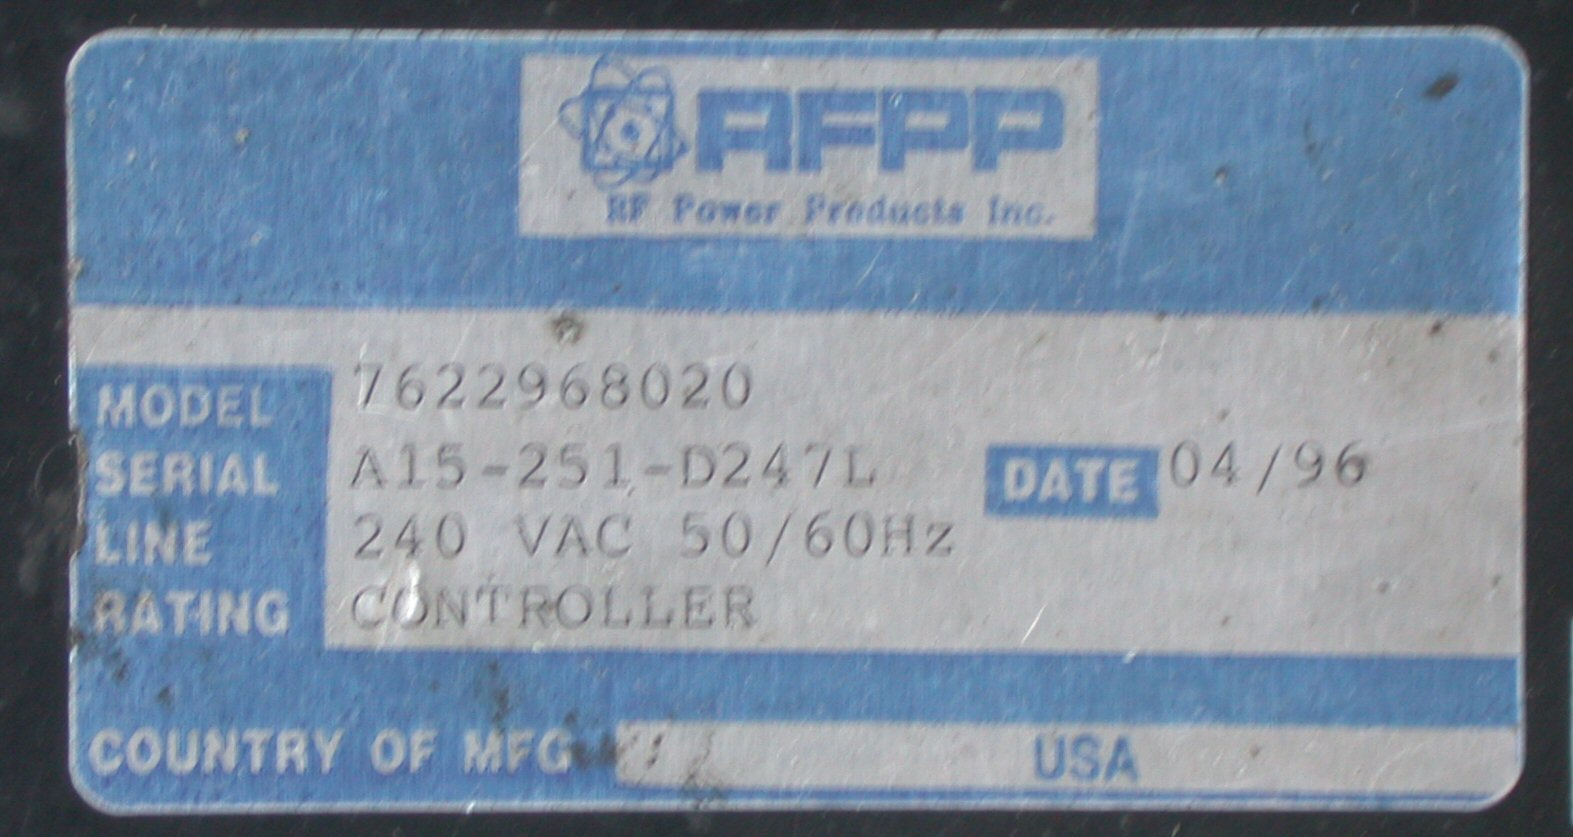 RFPP
RF Power Products Inc.
MODEL 7622968020
SERIAL A15-251-D247L DATE 04/96
LINE 240 VAC 50/60Hz
RATING CONTROLLER
COUNTRY OF MFG USA